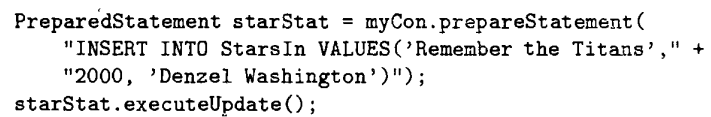 PreparedStatement starStat = myCon.prepareStatement(
"INSERT INTO StarsIn VALUES('Remember the Titans'," +
"2000, 'Denzel Washington')");
starStat.executeUpdate();